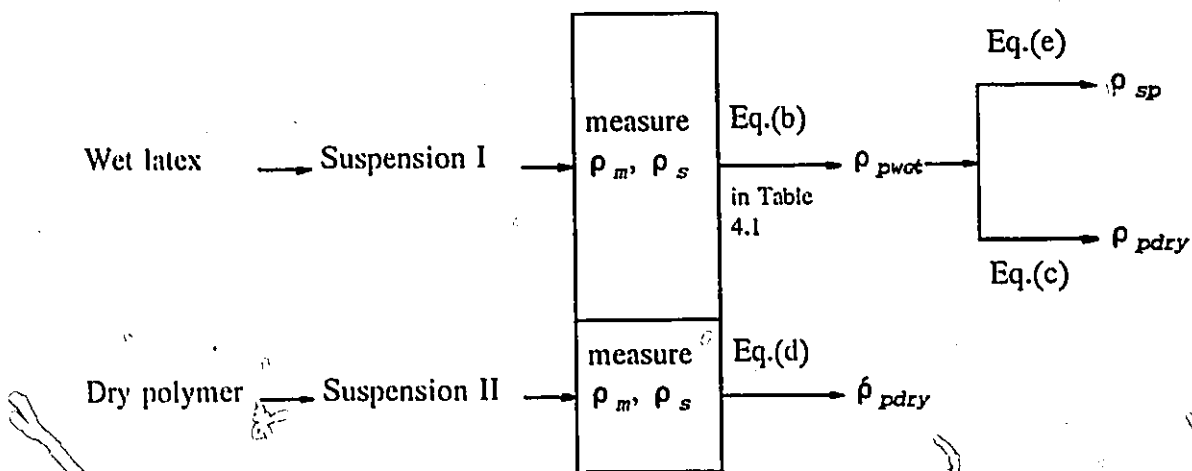 Eq.(e)
ρ sp
measure
Eq.(b)
Wet latex
Suspension I
ρ m, ρ s
ρ pwet
in Table
4.1
ρ pdry
Eq.(c)
measure
Eq.(d)
Dry polymer
Suspension II
ρ m, ρ s
ρ pdry